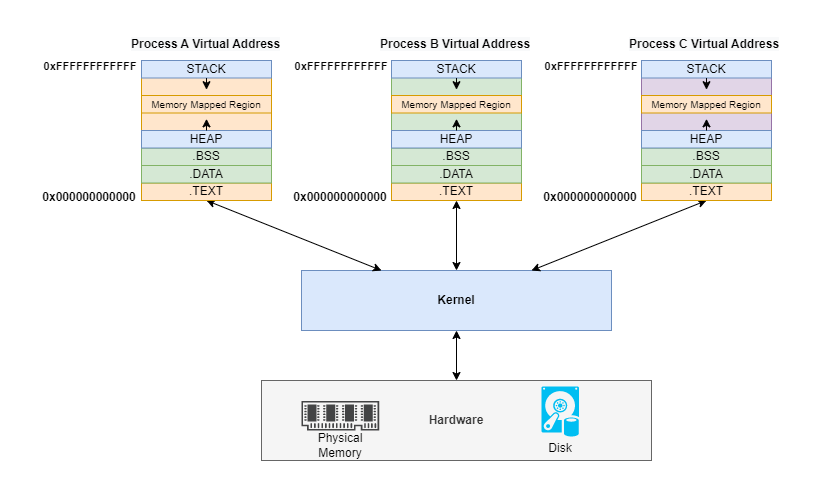 Process A Virtual Address
0xFFFFFFFFFFFF
STACK
Memory Mapped Region
HEAP
.BSS
.DATA
.TEXT
0x000000000000
Process B Virtual Address
0xFFFFFFFFFFFF
STACK
Memory Mapped Region
HEAP
.BSS
.DATA
.TEXT
0x000000000000
Process C Virtual Address
0xFFFFFFFFFFFF
STACK
Memory Mapped Region
HEAP
.BSS
.DATA
.TEXT
0x000000000000
Kernel
Hardware
Physical
Memory
Disk